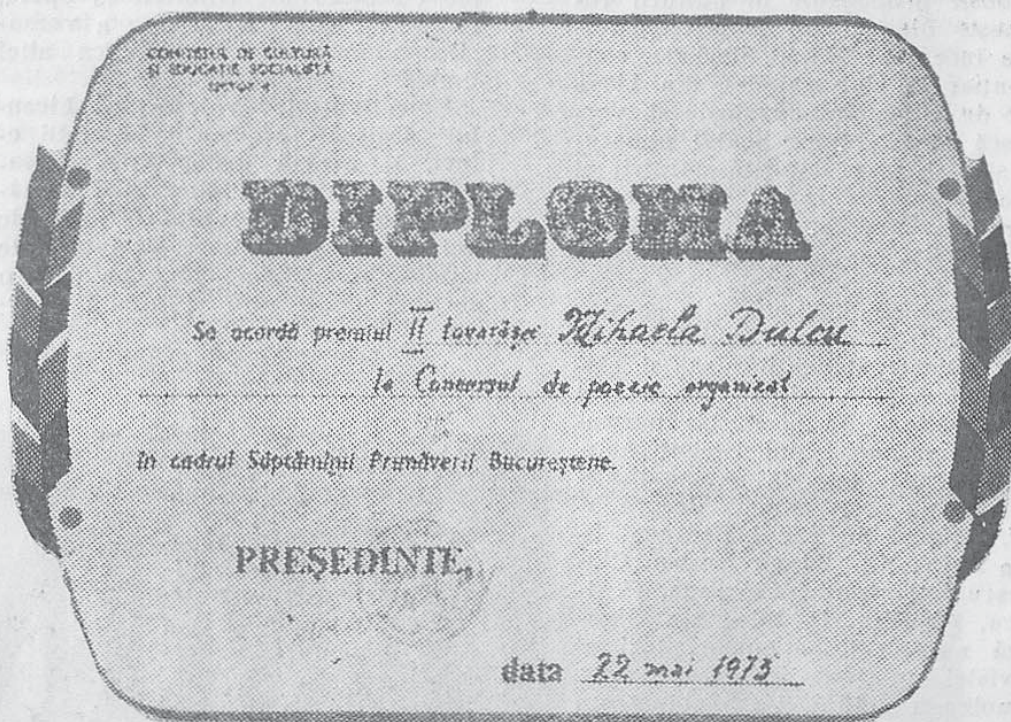 COMITETUL DE CULTURĂ
ȘI EDUCAȚIE SOCIALISTĂ
DIPLOMA
Se acordă premiul II tovarășei Mihaela Dulcu
la Concursul de poezie organizat
în cadrul Săptămînii Primăverii Bucureștene.
PREȘEDINTE,
data 22 mai 1975